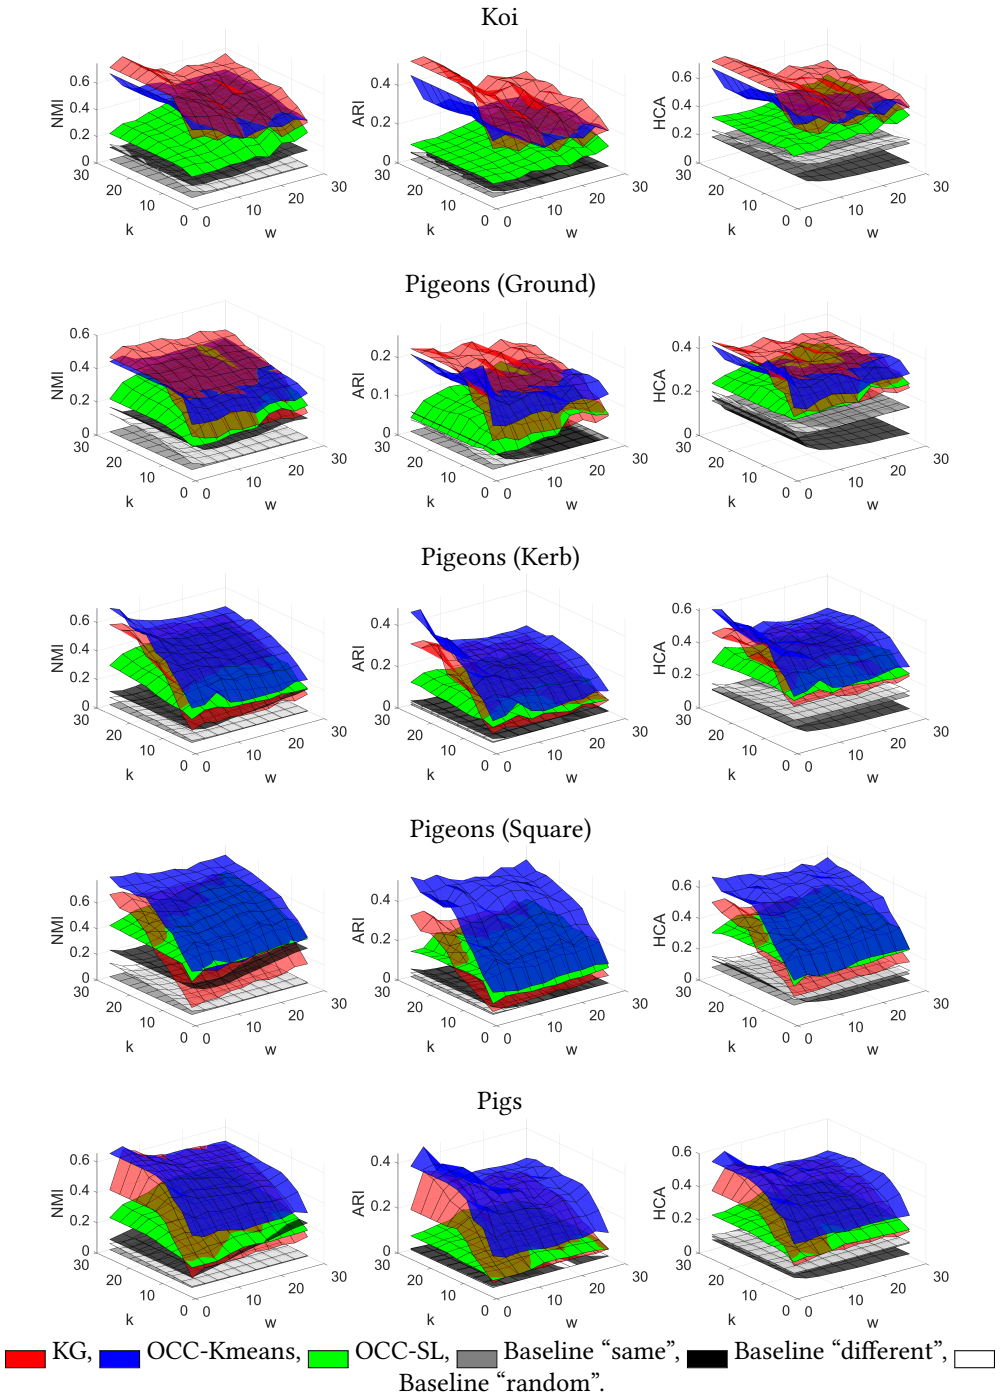 Koi
NMI 0.6 0.4 0.2 0 30 20 10 0 k 0 10 20 30 w
ARI 0.4 0.2 0 30 20 10 0 k 0 10 20 30 w
HCA 0.6 0.4 0.2 0 30 20 10 0 k 0 10 20 30 w
Pigeons (Ground)
NMI 0.6 0.4 0.2 0 30 20 10 0 k 0 10 20 30 w
ARI 0.2 0.1 0 30 20 10 0 k 0 10 20 30 w
HCA 0.4 0.2 0 30 20 10 0 k 0 10 20 30 w
Pigeons (Kerb)
NMI 0.6 0.4 0.2 0 30 20 10 0 k 0 10 20 30 w
ARI 0.4 0.2 0 30 20 10 0 k 0 10 20 30 w
HCA 0.6 0.4 0.2 0 30 20 10 0 k 0 10 20 30 w
Pigeons (Square)
NMI 0.6 0.4 0.2 0 30 20 10 0 k 0 10 20 30 w
ARI 0.4 0.2 0 30 20 10 0 k 0 10 20 30 w
HCA 0.6 0.4 0.2 0 30 20 10 0 k 0 10 20 30 w
Pigs
NMI 0.6 0.4 0.2 0 30 20 10 0 k 0 10 20 30 w
ARI 0.4 0.2 0 30 20 10 0 k 0 10 20 30 w
HCA 0.6 0.4 0.2 0 30 20 10 0 k 0 10 20 30 w
KG, OCC-Kmeans, OCC-SL, Baseline “same”, Baseline “different”,
Baseline “random”.